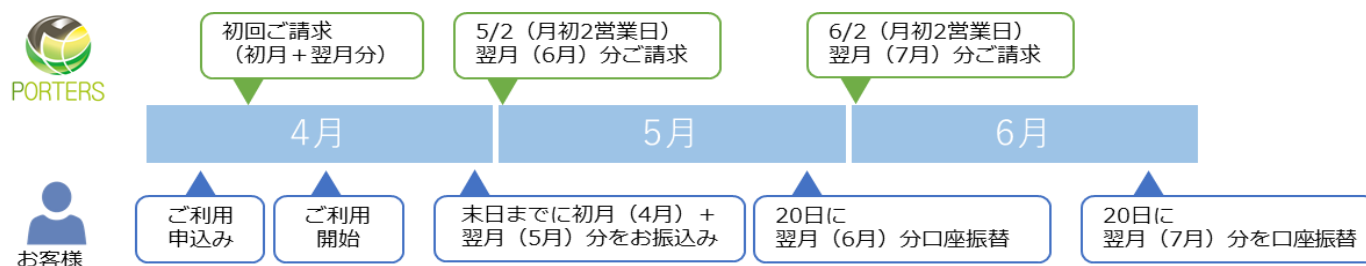 初回ご請求
（初月＋翌月分）
5/2（月初2営業日）
翌月（6月）分ご請求
6/2（月初2営業日）
翌月（7月）分ご請求
PORTERS
4月
5月
6月
ご利用
申込み
ご利用
開始
末日までに初月（4月）＋
翌月（5月）分をお振込み
20日に
翌月（6月）分口座振替
20日に
翌月（7月）分を口座振替
お客様